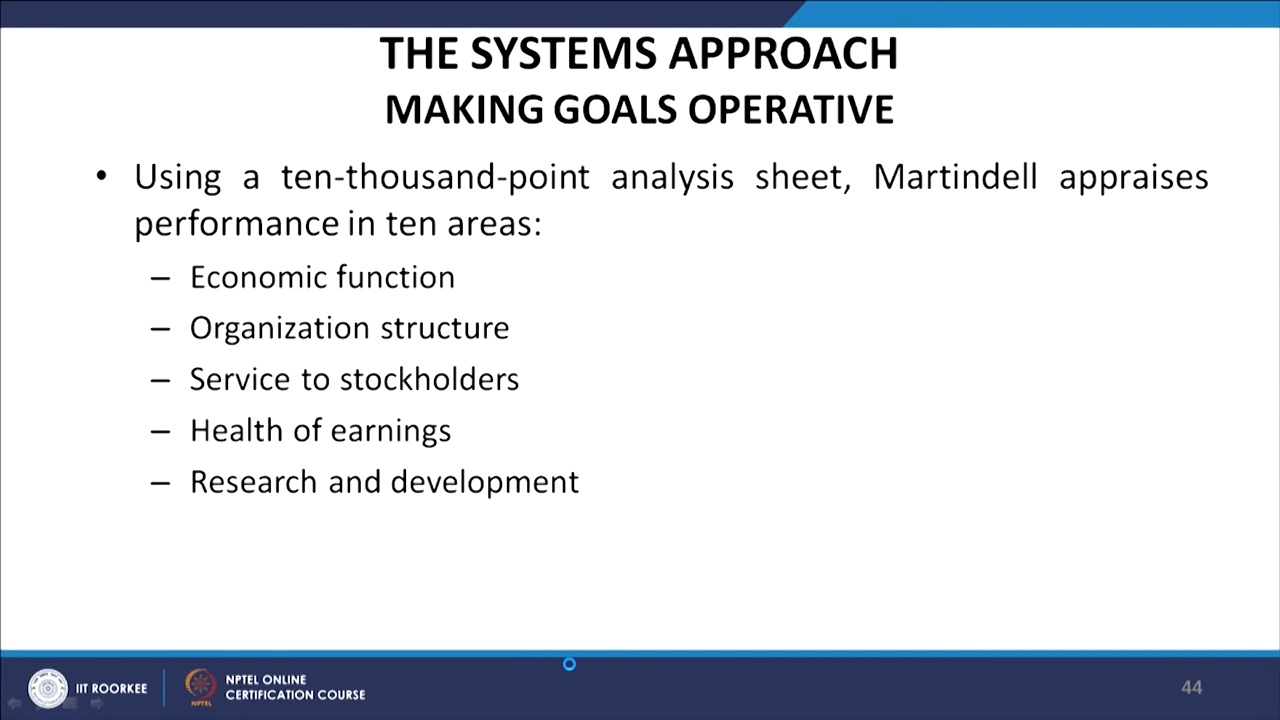 THE SYSTEMS APPROACH
MAKING GOALS OPERATIVE
• Using a ten-thousand-point analysis sheet, Martindell appraises
performance in ten areas:
– Economic function
– Organization structure
– Service to stockholders
– Health of earnings
– Research and development
IIT ROORKEE
NPTEL
NPTEL ONLINE
CERTIFICATION COURSE
44